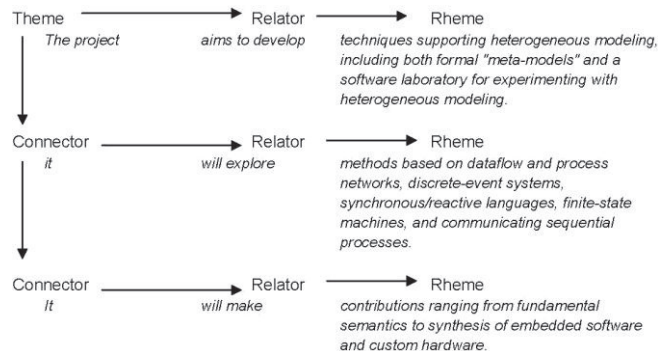 Theme Relator Rheme
The project aims to develop techniques supporting heterogeneous modeling,
including both formal "meta-models" and a
software laboratory for experimenting with
heterogeneous modeling.
Connector Relator Rheme
it will explore methods based on dataflow and process
networks, discrete-event systems,
synchronous/reactive languages, finite-state
machines, and communicating sequential
processes.
Connector Relator Rheme
It will make contributions ranging from fundamental
semantics to synthesis of embedded software
and custom hardware.